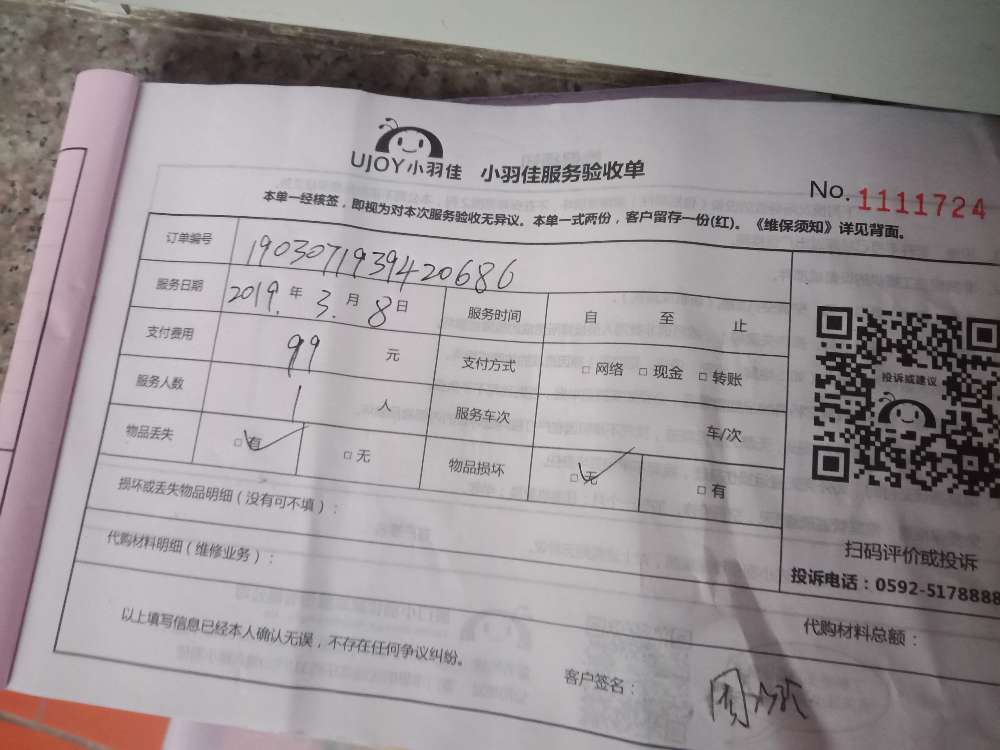 UJOY小羽佳 小羽佳服务验收单
No. 1111724
本单一经核签，即视为对本次服务验收无异议。本单一式两份，客户留存一份(红)。《维保须知》详见背面。
订单编号 1903071939420686
服务日期 2019. 年 3. 月 8 日 服务时间 自 至 止
支付费用 99 元 支付方式 □ 网络 □ 现金 □ 转账
服务人数 1 人 服务车次 车/次
物品丢失 □ 有 ✓ □ 无 物品损坏 □ 无 ✓ □ 有
损坏或丢失物品明细（没有可不填）：
代购材料明细（维修业务）：
代购材料总额：
投诉或建议
扫码评价或投诉
投诉电话：0592-5178888
以上填写信息已经本人确认无误，不存在任何争议纠纷。
客户签名：